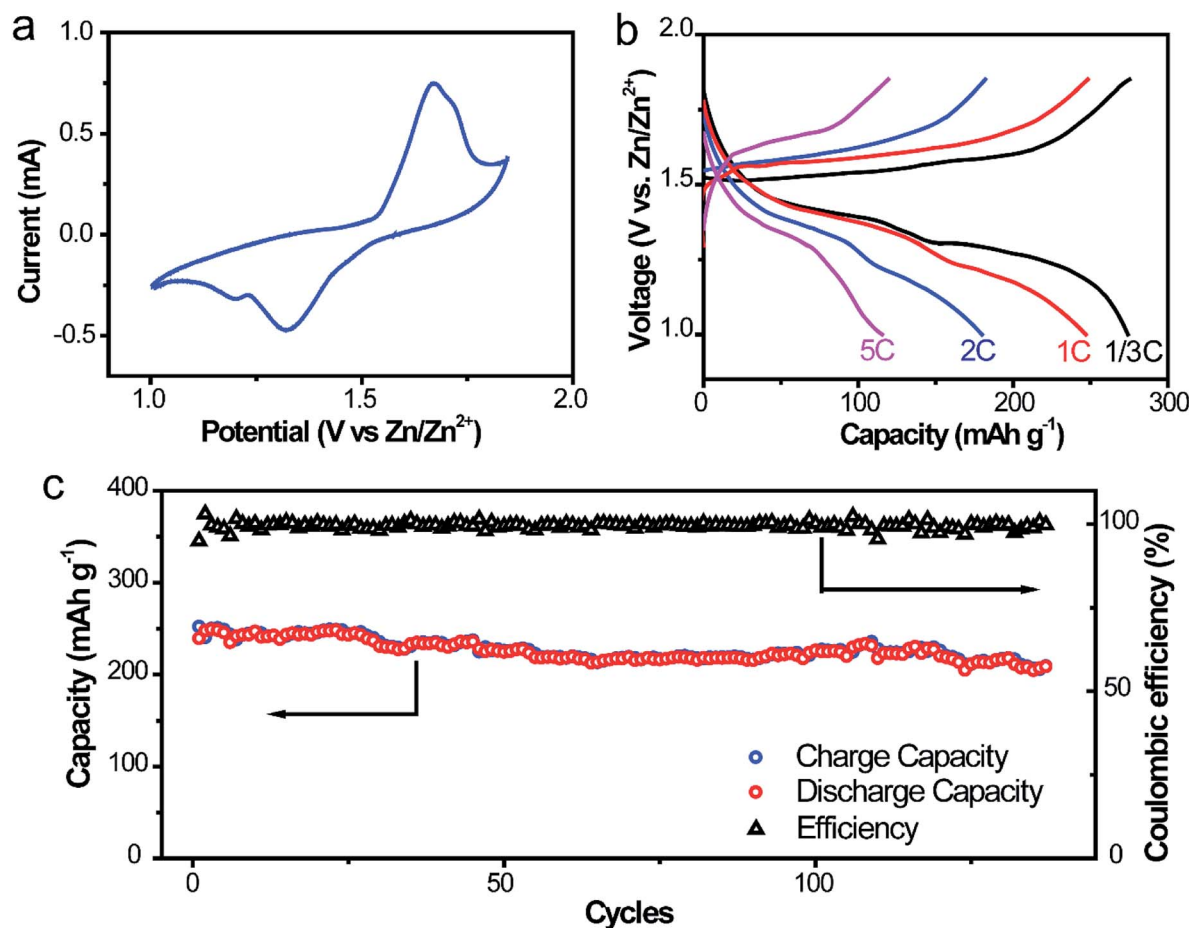 a
1.0
0.5
0.0
-0.5
Current (mA)
1.0 1.5 2.0
Potential (V vs Zn/Zn²⁺)
b
2.0
1.5
1.0
Voltage (V vs. Zn/Zn²⁺)
5C 2C 1C 1/3C
0 100 200 300
Capacity (mAh g⁻¹)
c
400
300
200
100
0
Capacity (mAh g⁻¹)
100
50
0
Coulombic efficiency (%)
Charge Capacity
Discharge Capacity
Efficiency
0 50 100
Cycles